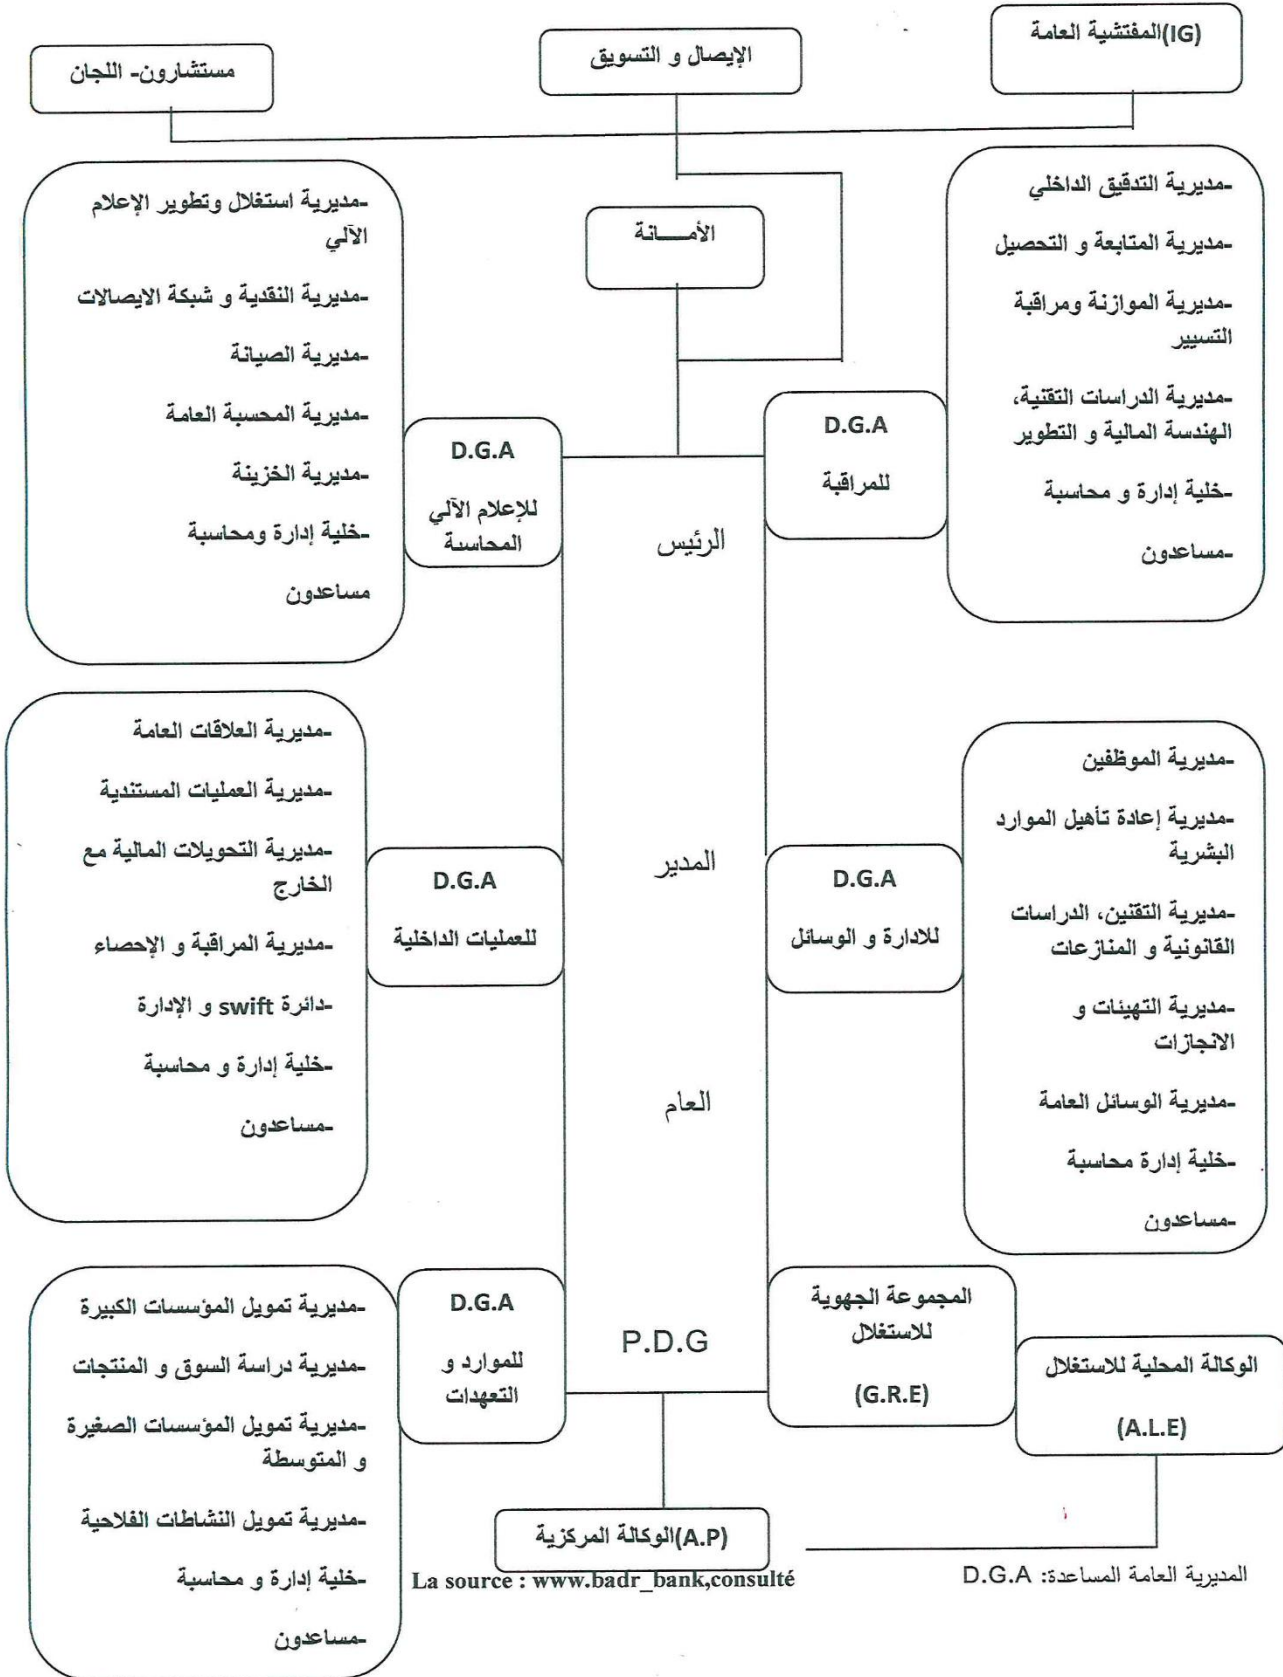 (IG)المفتشية العامة
الإيصال و التسويق
مستشارون- اللجان
الأمـــــانة
-مديرية التدقيق الداخلي
-مديرية المتابعة و التحصيل
-مديرية الموازنة ومراقبة
التسيير
-مديرية الدراسات التقنية،
الهندسة المالية و التطوير
-خلية إدارة و محاسبة
-مساعدون
D.G.A
للمراقبة
-مديرية استغلال وتطوير الإعلام
الآلي
-مديرية النقدية و شبكة الايصالات
-مديرية الصيانة
-مديرية المحسبة العامة
-مديرية الخزينة
-خلية إدارة ومحاسبة
مساعدون
D.G.A
للإعلام الآلي
المحاسبة
الرئيس
المدير
العام
P.D.G
-مديرية الموظفين
-مديرية إعادة تأهيل الموارد
البشرية
-مديرية التقنين، الدراسات
القانونية و المنازعات
-مديرية التهيئات و
الانجازات
-مديرية الوسائل العامة
-خلية إدارة محاسبة
-مساعدون
D.G.A
للادارة و الوسائل
-مديرية العلاقات العامة
-مديرية العمليات المستندية
-مديرية التحويلات المالية مع
الخارج
-مديرية المراقبة و الإحصاء
-دائرة swift و الإدارة
-خلية إدارة و محاسبة
-مساعدون
D.G.A
للعمليات الداخلية
المجموعة الجهوية
للاستغلال
(G.R.E)
الوكالة المحلية للاستغلال
(A.L.E)
D.G.A
للموارد و
التعهدات
-مديرية تمويل المؤسسات الكبيرة
-مديرية دراسة السوق و المنتجات
-مديرية تمويل المؤسسات الصغيرة
و المتوسطة
-مديرية تمويل النشاطات الفلاحية
-خلية إدارة و محاسبة
-مساعدون
(A.P)الوكالة المركزية
المديرية العامة المساعدة: D.G.A
La source : www.badr_bank,consulté